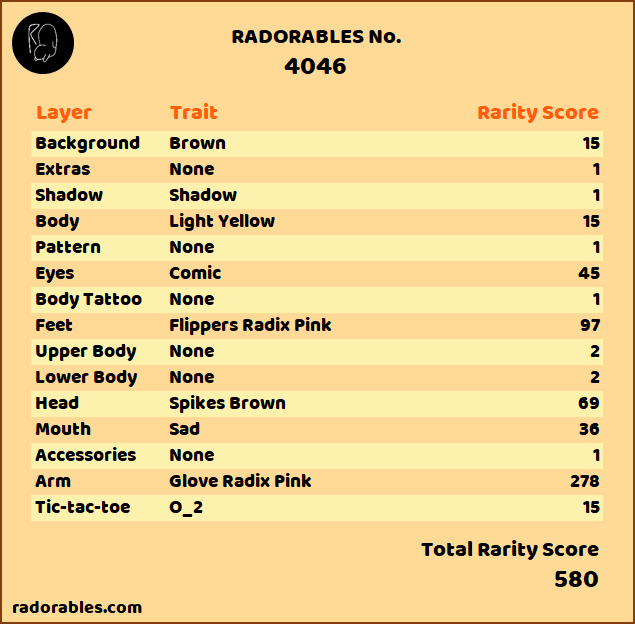 RADORABLES No.
4046
Layer Trait Rarity Score
Background Brown 15
Extras None 1
Shadow Shadow 1
Body Light Yellow 15
Pattern None 1
Eyes Comic 45
Body Tattoo None 1
Feet Flippers Radix Pink 97
Upper Body None 2
Lower Body None 2
Head Spikes Brown 69
Mouth Sad 36
Accessories None 1
Arm Glove Radix Pink 278
Tic-tac-toe O_2 15
Total Rarity Score
580
radorables.com